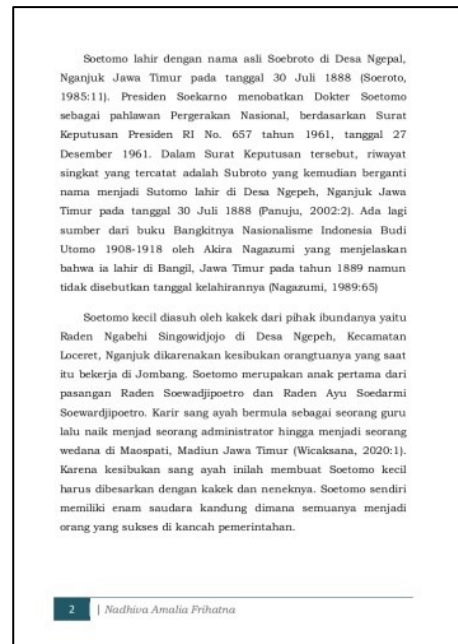 Soetomo lahir dengan nama asli Soebroto di Desa Ngepal,
Nganjuk Jawa Timur pada tanggal 30 Juli 1888 (Soeroto,
1985:11). Presiden Soekarno menobatkan Dokter Soetomo
sebagai pahlawan Pergerakan Nasional, berdasarkan Surat
Keputusan Presiden RI No. 657 tahun 1961, tanggal 27
Desember 1961. Dalam Surat Keputusan tersebut, riwayat
singkat yang tercatat adalah Subroto yang kemudian berganti
nama menjadi Sutomo lahir di Desa Ngepeh, Nganjuk Jawa
Timur pada tanggal 30 Juli 1888 (Panuju, 2002:2). Ada lagi
sumber dari buku Bangkitnya Nasionalisme Indonesia Budi
Utomo 1908-1918 oleh Akira Nagazumi yang menjelaskan
bahwa ia lahir di Bangil, Jawa Timur pada tahun 1889 namun
tidak disebutkan tanggal kelahirannya (Nagazumi, 1989:65)
Soetomo kecil diasuh oleh kakek dari pihak ibundanya yaitu
Raden Ngabehi Singowidjojo di Desa Ngepeh, Kecamatan
Loceret, Nganjuk dikarenakan kesibukan orangtuanya yang saat
itu bekerja di Jombang. Soetomo merupakan anak pertama dari
pasangan Raden Soewadjipoetro dan Raden Ayu Soedarmi
Soewardjipoetro. Karir sang ayah bermula sebagai seorang guru
lalu naik menjad seorang administrator hingga menjadi seorang
wedana di Maospati, Madiun Jawa Timur (Wicaksana, 2020:1).
Karena kesibukan sang ayah inilah membuat Soetomo kecil
harus dibesarkan dengan kakek dan neneknya. Soetomo sendiri
memiliki enam saudara kandung dimana semuanya menjadi
orang yang sukses di kancah pemerintahan.
2 | Nadhiva Amalia Frihatna